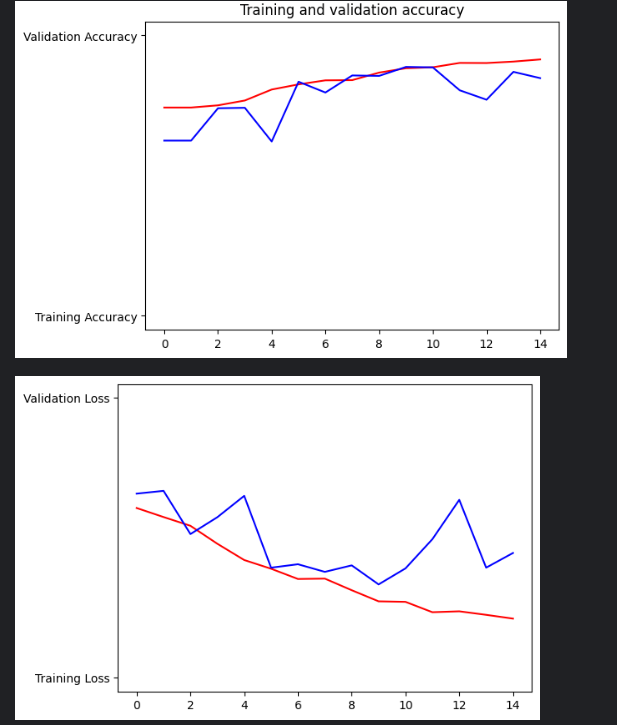 Training and validation accuracy
Validation Accuracy
Training Accuracy
0 2 4 6 8 10 12 14
Validation Loss
Training Loss
0 2 4 6 8 10 12 14